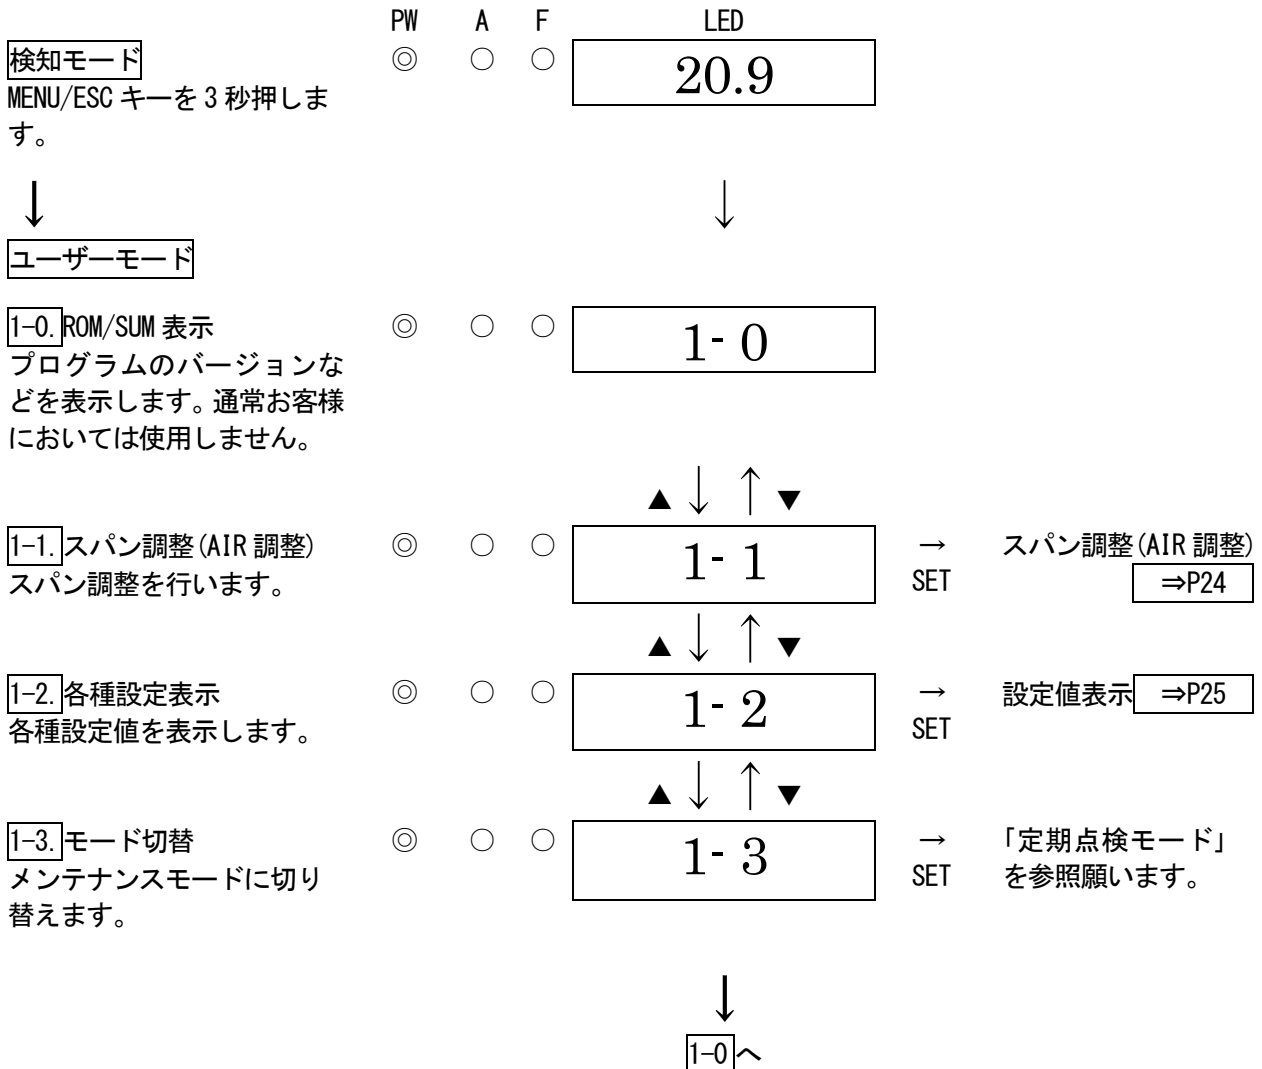 PW A F LED
検知モード ◎ ○ ○ 20.9
MENU/ESC キーを 3 秒押しま
す。
↓ ↓
ユーザーモード
1-0.ROM/SUM 表示 ◎ ○ ○ 1- 0
プログラムのバージョンな
どを表示します。通常お客様
においては使用しません。
▲↓ ↑▼
1-1.スパン調整(AIR 調整) ◎ ○ ○ 1- 1 → スパン調整(AIR 調整)
スパン調整を行います。 SET ⇒P24
▲↓ ↑▼
1-2.各種設定表示 ◎ ○ ○ 1- 2 → 設定値表示 ⇒P25
各種設定値を表示します。 SET
▲↓ ↑▼
1-3.モード切替 ◎ ○ ○ 1- 3 → 「定期点検モード」
メンテナンスモードに切り SET を参照願います。
替えます。
↓
1-0へ